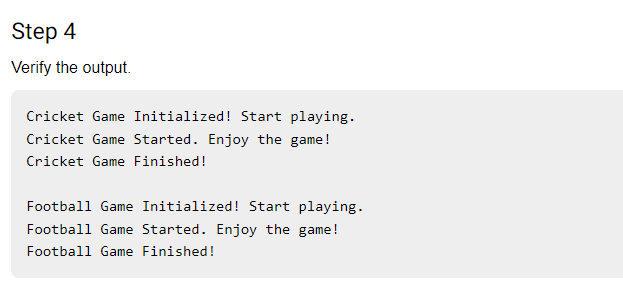 Step 4
Verify the output.
Cricket Game Initialized! Start playing.
Cricket Game Started. Enjoy the game!
Cricket Game Finished!
Football Game Initialized! Start playing.
Football Game Started. Enjoy the game!
Football Game Finished!